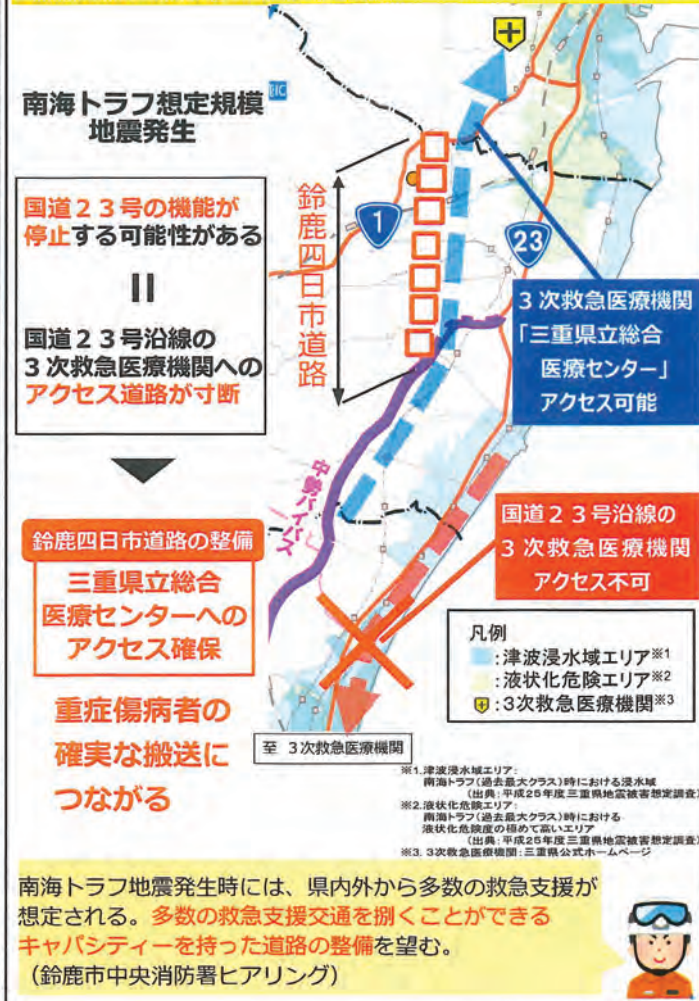 南海トラフ想定規模
地震発生
IC
国道23号の機能が
停止する可能性がある
=
国道23号沿線の
3次救急医療機関への
アクセス道路が寸断
鈴鹿四日市道路の整備
三重県立総合
医療センターへの
アクセス確保
重症傷病者の
確実な搬送に
つながる
鈴鹿四日市道路
1
23
中勢バイパス
3次救急医療機関
「三重県立総合
医療センター」
アクセス可能
国道23号沿線の
3次救急医療機関
アクセス不可
凡例
:津波浸水域エリア※1
:液状化危険エリア※2
:3次救急医療機関※3
至 3次救急医療機関
※1.津波浸水域エリア:
南海トラフ(過去最大クラス)時における浸水域
(出典:平成25年度三重県地震被害想定調査)
※2.液状化危険エリア:
南海トラフ(過去最大クラス)時における
液状化危険度の極めて高いエリア
(出典:平成25年度三重県地震被害想定調査)
※3.3次救急医療機関:三重県公式ホームページ
南海トラフ地震発生時には、県内外から多数の救急支援が
想定される。多数の救急支援交通を捌くことができる
キャパシティーを持った道路の整備を望む。
(鈴鹿市中央消防署ヒアリング)